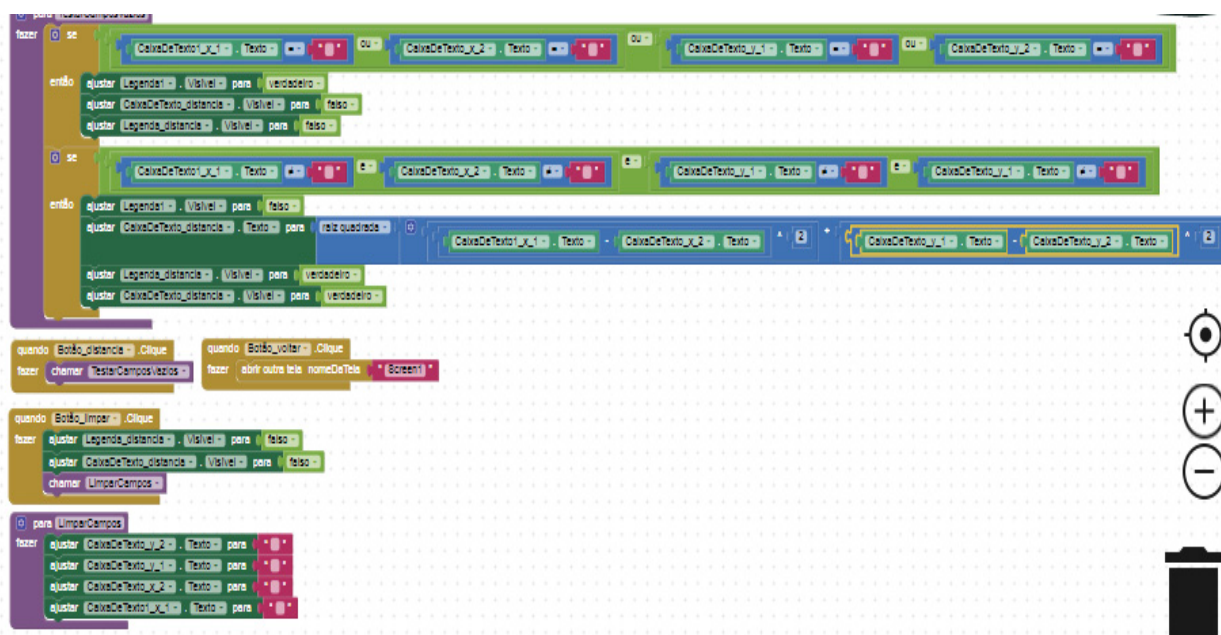 para TestarCamposVazios
fazer se CaixaDeTexto1_x_1 . Texto = " " ou CaixaDeTexto_x_2 . Texto = " " ou CaixaDeTexto_y_1 . Texto = " " ou CaixaDeTexto_y_2 . Texto = " "
então ajustar Legenda1 . Visível para verdadeiro
ajustar CaixaDeTexto_distancia . Visível para falso
ajustar Legenda_distancia . Visível para falso
se CaixaDeTexto1_x_1 . Texto ≠ " " e CaixaDeTexto_x_2 . Texto ≠ " " e CaixaDeTexto_y_1 . Texto ≠ " " e CaixaDeTexto_y_1 . Texto ≠ " "
então ajustar Legenda1 . Visível para falso
ajustar CaixaDeTexto_distancia . Texto para raiz quadrada CaixaDeTexto1_x_1 . Texto - CaixaDeTexto_x_2 . Texto ^ 2 + CaixaDeTexto_y_1 . Texto - CaixaDeTexto_y_2 . Texto ^ 2
ajustar Legenda_distancia . Visível para verdadeiro
ajustar CaixaDeTexto_distancia . Visível para verdadeiro
quando Botão_distancia .Clique
fazer chamar TestarCamposVazios
quando Botão_voltar .Clique
fazer abrir outra tela nomeDaTela " Screen1 "
quando Botão_limpar .Clique
fazer ajustar Legenda_distancia . Visível para falso
ajustar CaixaDeTexto_distancia . Visível para falso
chamar LimparCampos
para LimparCampos
fazer ajustar CaixaDeTexto_y_2 . Texto para " "
ajustar CaixaDeTexto_y_1 . Texto para " "
ajustar CaixaDeTexto_x_2 . Texto para " "
ajustar CaixaDeTexto1_x_1 . Texto para " "